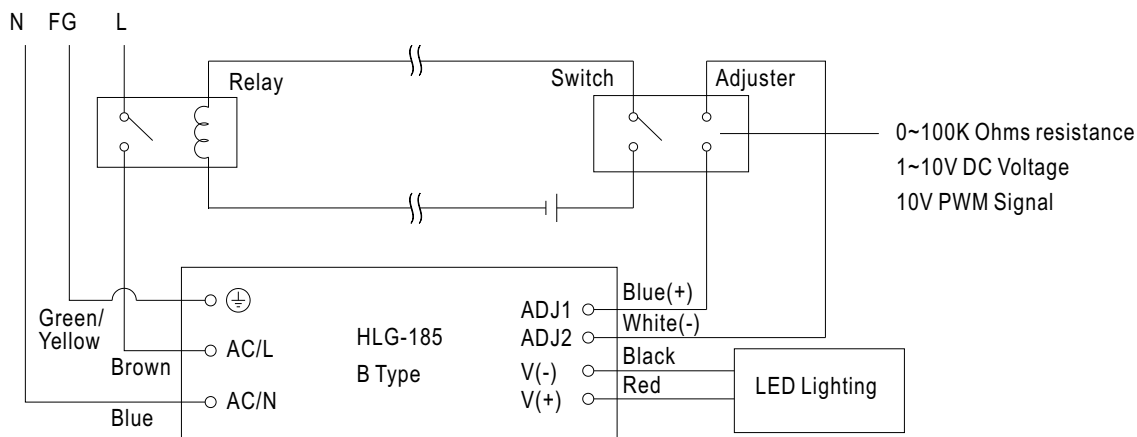 N FG L
Relay
Switch
Adjuster
0~100K Ohms resistance
1~10V DC Voltage
10V PWM Signal
Green/
Yellow
Brown
Blue
AC/L
AC/N
HLG-185
B Type
ADJ1
ADJ2
V(-)
V(+)
Blue(+)
White(-)
Black
Red
LED Lighting